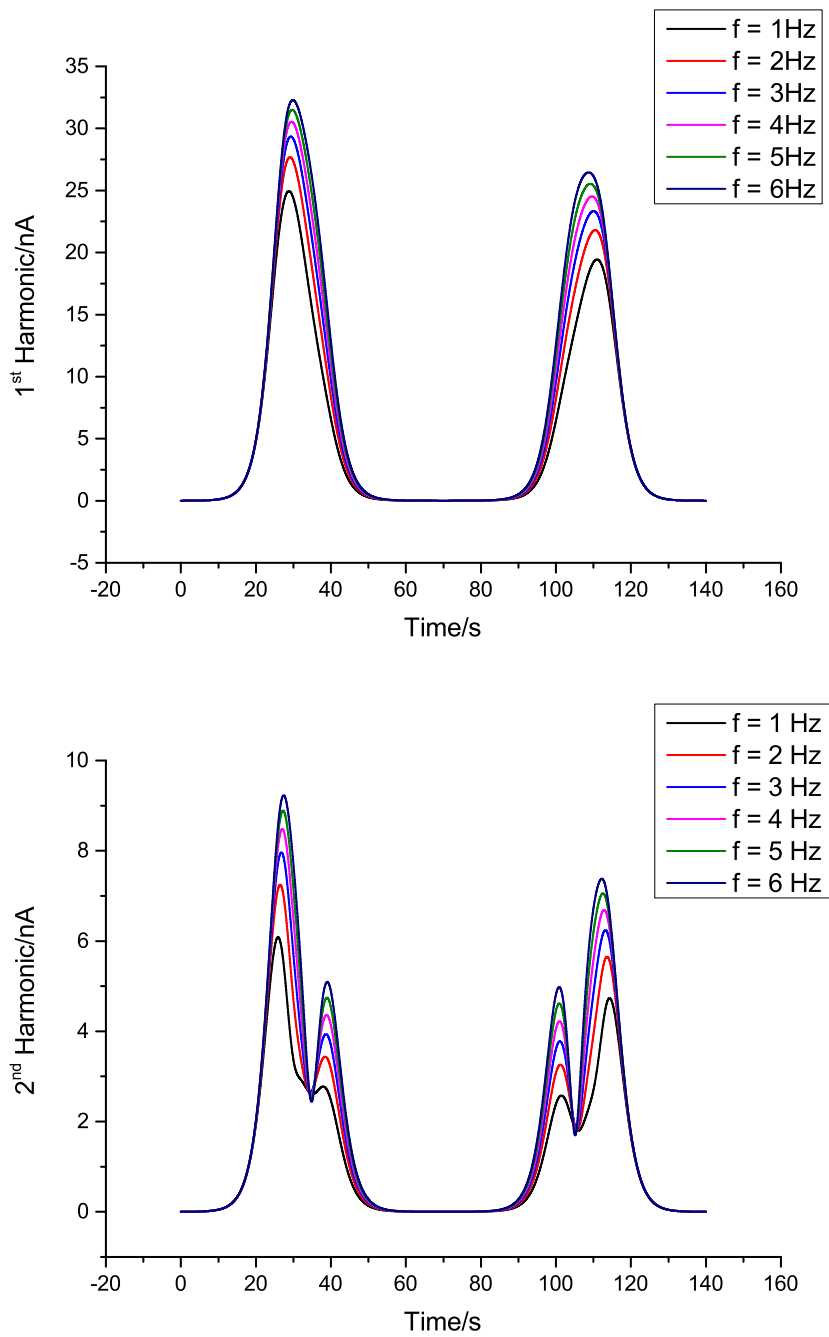 f = 1Hz
f = 2Hz
f = 3Hz
f = 4Hz
f = 5Hz
f = 6Hz
35
30
25
20
15
10
5
0
-5
1st Harmonic/nA
-20 0 20 40 60 80 100 120 140 160
Time/s
f = 1 Hz
f = 2 Hz
f = 3 Hz
f = 4 Hz
f = 5 Hz
f = 6 Hz
10
8
6
4
2
0
2nd Harmonic/nA
-20 0 20 40 60 80 100 120 140 160
Time/s